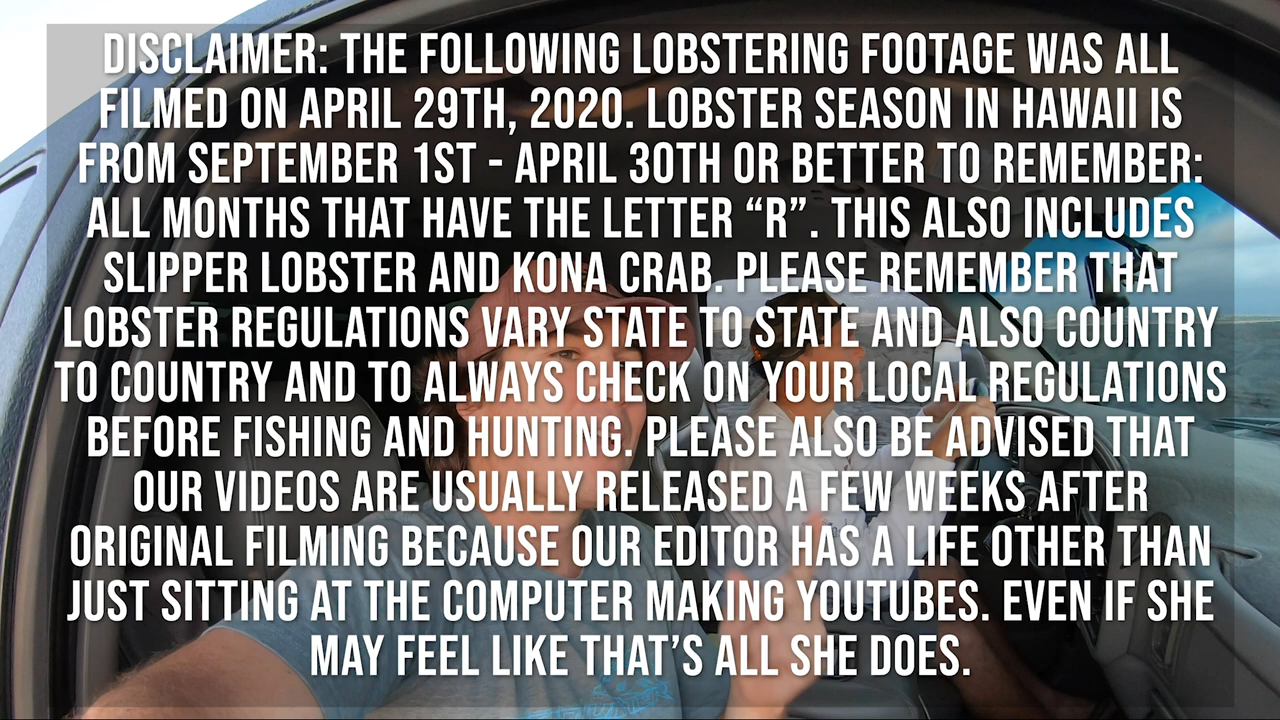 DISCLAIMER: THE FOLLOWING LOBSTERING FOOTAGE WAS ALL
FILMED ON APRIL 29TH, 2020. LOBSTER SEASON IN HAWAII IS
FROM SEPTEMBER 1ST - APRIL 30TH OR BETTER TO REMEMBER:
ALL MONTHS THAT HAVE THE LETTER “R”. THIS ALSO INCLUDES
SLIPPER LOBSTER AND KONA CRAB. PLEASE REMEMBER THAT
LOBSTER REGULATIONS VARY STATE TO STATE AND ALSO COUNTRY
TO COUNTRY AND TO ALWAYS CHECK ON YOUR LOCAL REGULATIONS
BEFORE FISHING AND HUNTING. PLEASE ALSO BE ADVISED THAT
OUR VIDEOS ARE USUALLY RELEASED A FEW WEEKS AFTER
ORIGINAL FILMING BECAUSE OUR EDITOR HAS A LIFE OTHER THAN
JUST SITTING AT THE COMPUTER MAKING YOUTUBES. EVEN IF SHE
MAY FEEL LIKE THAT’S ALL SHE DOES.